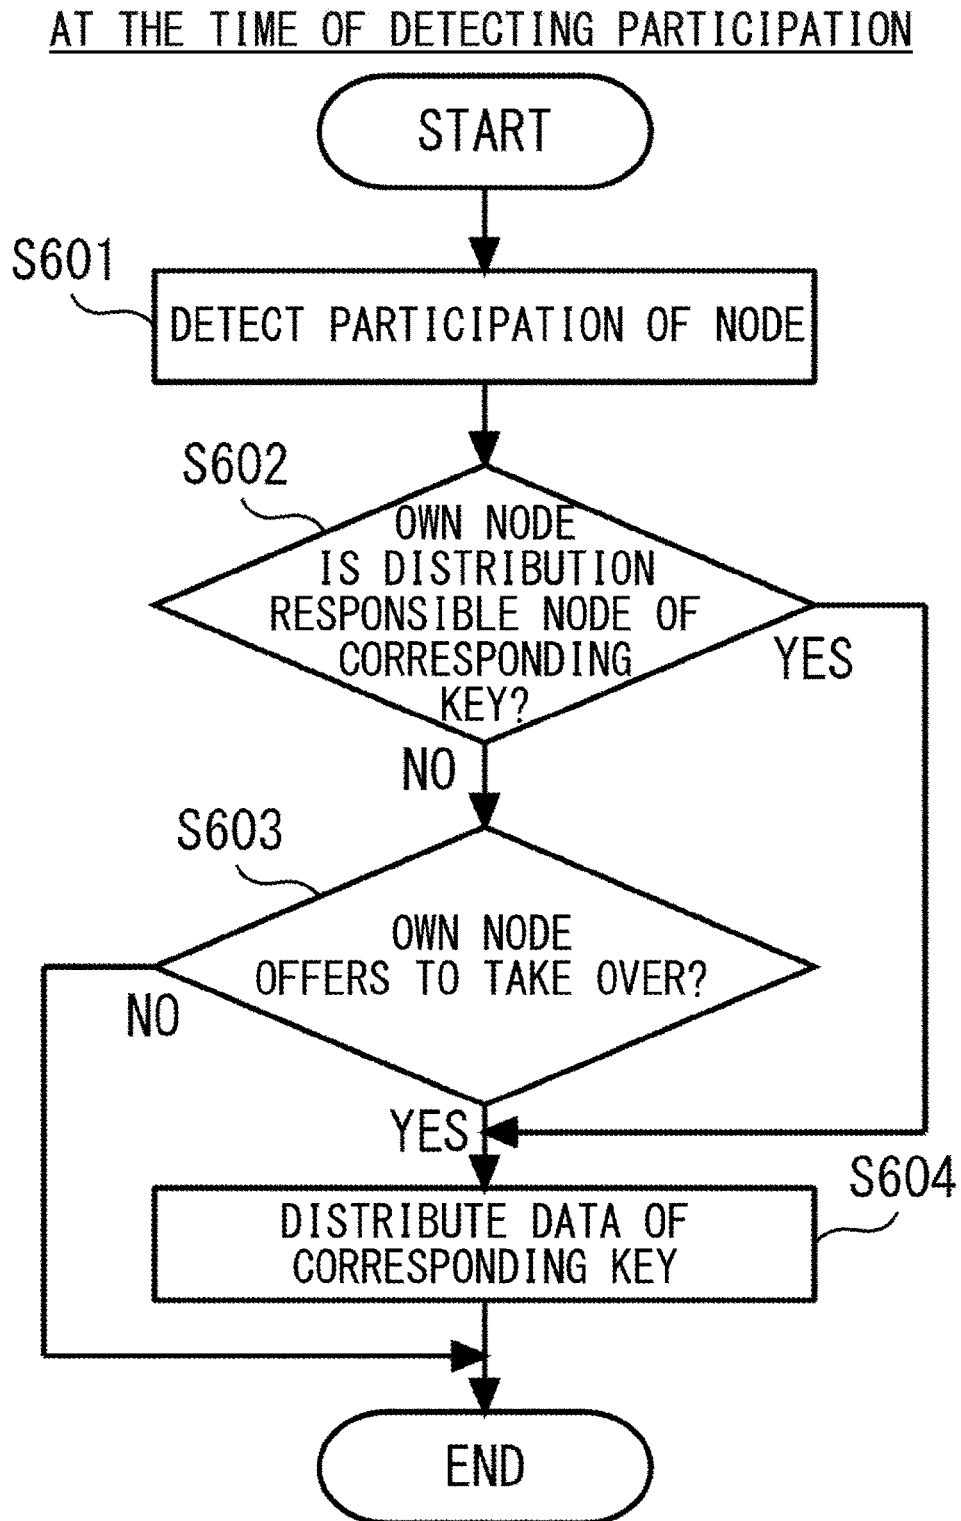 AT THE TIME OF DETECTING PARTICIPATION
START
S601
DETECT PARTICIPATION OF NODE
S602
OWN NODE
IS DISTRIBUTION
RESPONSIBLE NODE OF
CORRESPONDING
KEY?
YES
NO
S603
OWN NODE
OFFERS TO TAKE OVER?
NO
YES
S604
DISTRIBUTE DATA OF
CORRESPONDING KEY
END